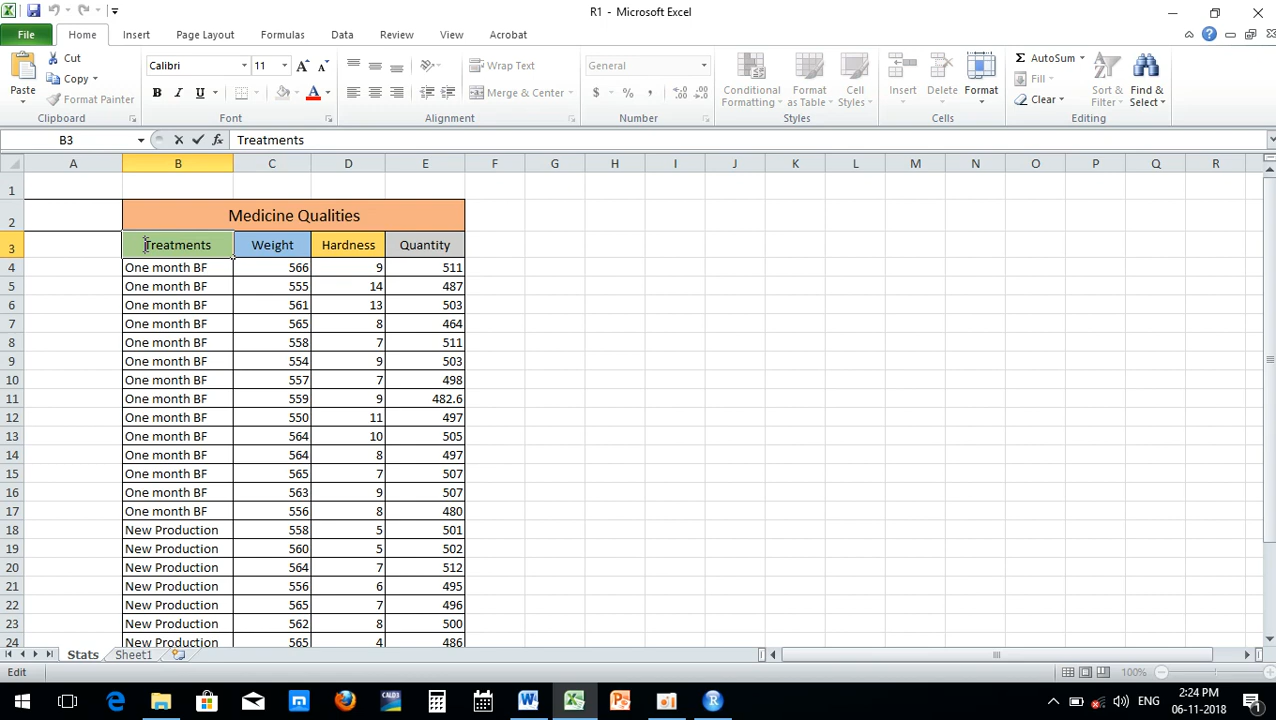 R1 - Microsoft Excel
File Home Insert Page Layout Formulas Data Review View Acrobat
Paste Cut Copy Format Painter Clipboard
Calibri 11 B I U A Font
Wrap Text Merge & Center Alignment
General $ % , Number
Conditional Formatting Format as Table Cell Styles Styles
Insert Delete Format Cells
Σ AutoSum Fill Clear Sort & Filter Find & Select Editing
B3 fx Treatments
A B C D E F G H I J K L M N O P Q R
1
2 Medicine Qualities
3 Treatments Weight Hardness Quantity
4 One month BF 566 9 511
5 One month BF 555 14 487
6 One month BF 561 13 503
7 One month BF 565 8 464
8 One month BF 558 7 511
9 One month BF 554 9 503
10 One month BF 557 7 498
11 One month BF 559 9 482.6
12 One month BF 550 11 497
13 One month BF 564 10 505
14 One month BF 564 8 497
15 One month BF 565 7 507
16 One month BF 563 9 507
17 One month BF 556 8 480
18 New Production 558 5 501
19 New Production 560 5 502
20 New Production 564 7 512
21 New Production 556 6 495
22 New Production 565 7 496
23 New Production 562 8 500
24 New Production 565 4 486
Stats Sheet1
Edit 100%
ENG 2:24 PM
06-11-2018